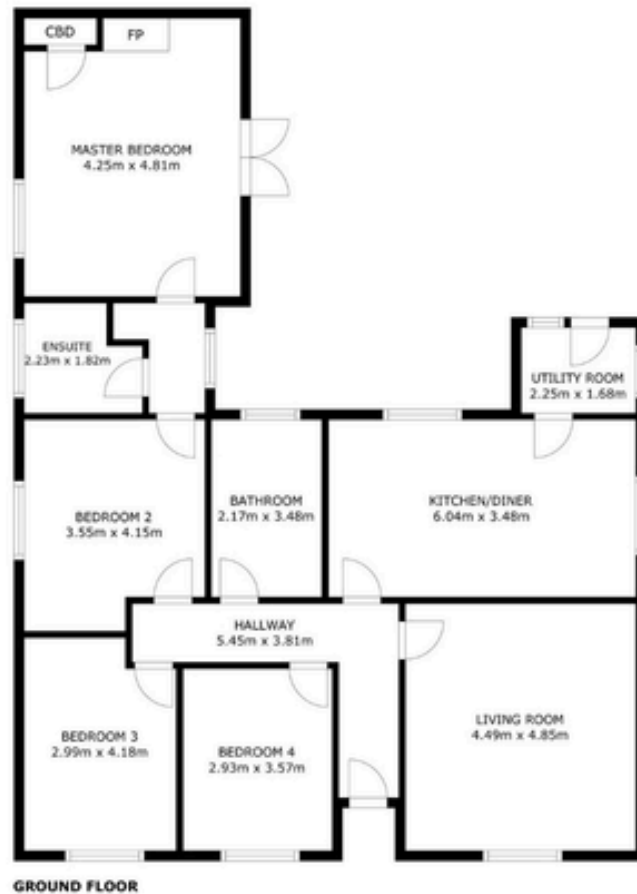 CBD
FP
MASTER BEDROOM
4.25m x 4.81m
ENSUITE
2.23m x 1.82m
UTILITY ROOM
2.25m x 1.68m
BEDROOM 2
3.55m x 4.15m
BATHROOM
2.17m x 3.48m
KITCHEN/DINER
6.04m x 3.48m
HALLWAY
5.45m x 3.81m
BEDROOM 3
2.99m x 4.18m
BEDROOM 4
2.93m x 3.57m
LIVING ROOM
4.49m x 4.85m
GROUND FLOOR